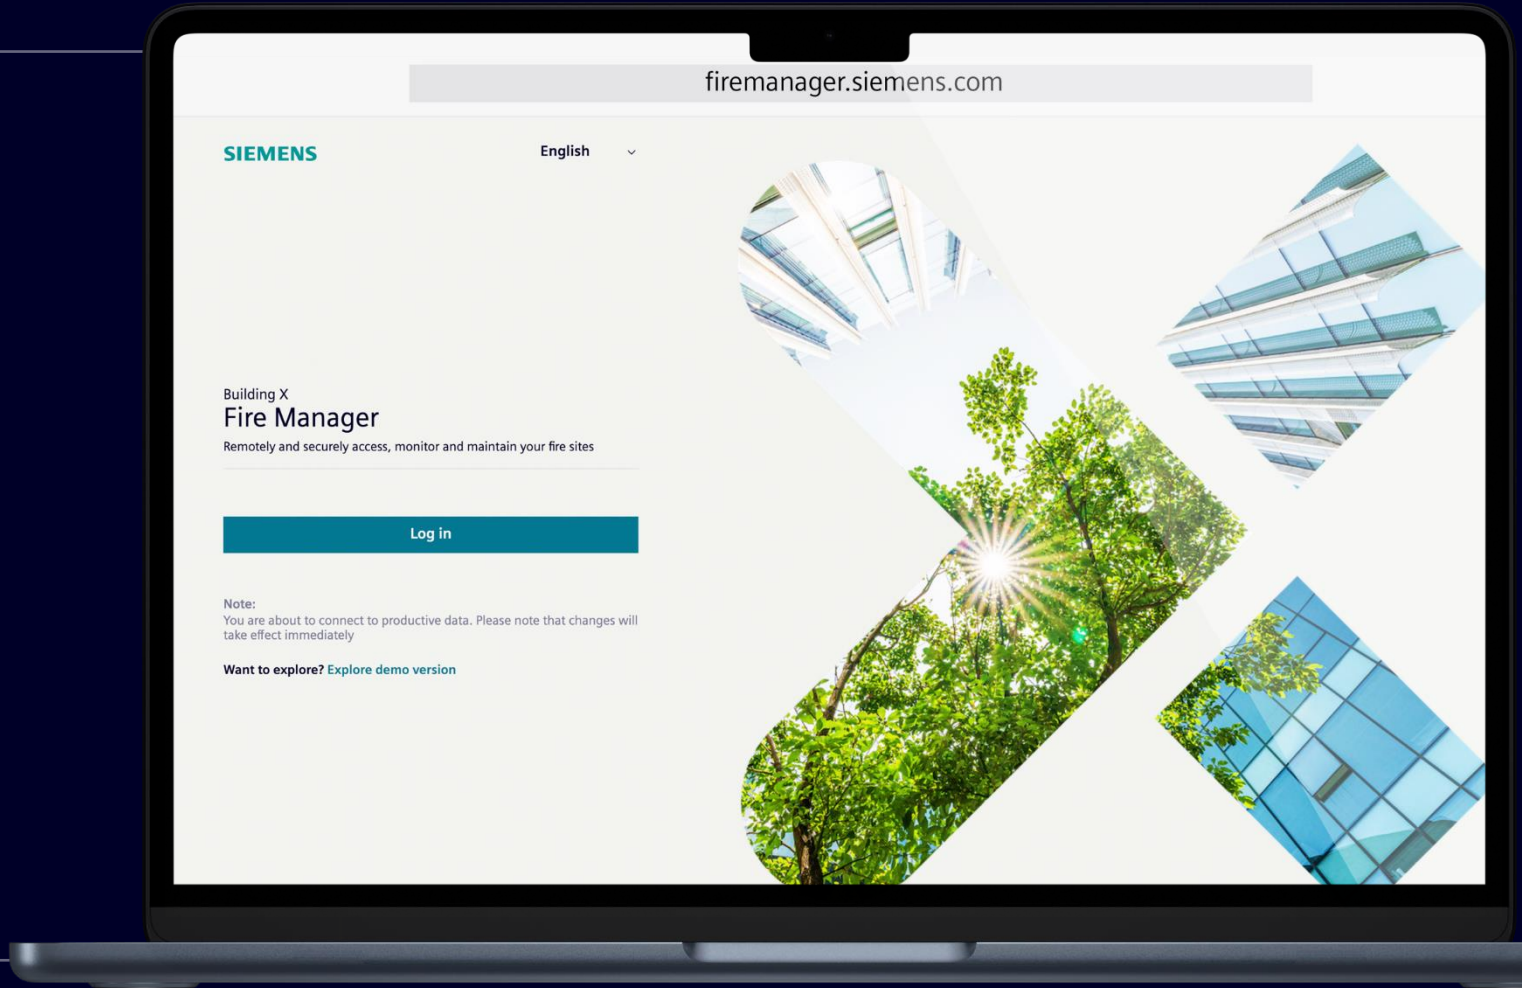 firemanager.siemens.com
SIEMENS
English
Building X
Fire Manager
Remotely and securely access, monitor and maintain your fire sites
Log in
Note:
You are about to connect to productive data. Please note that changes will
take effect immediately
Want to explore? Explore demo version